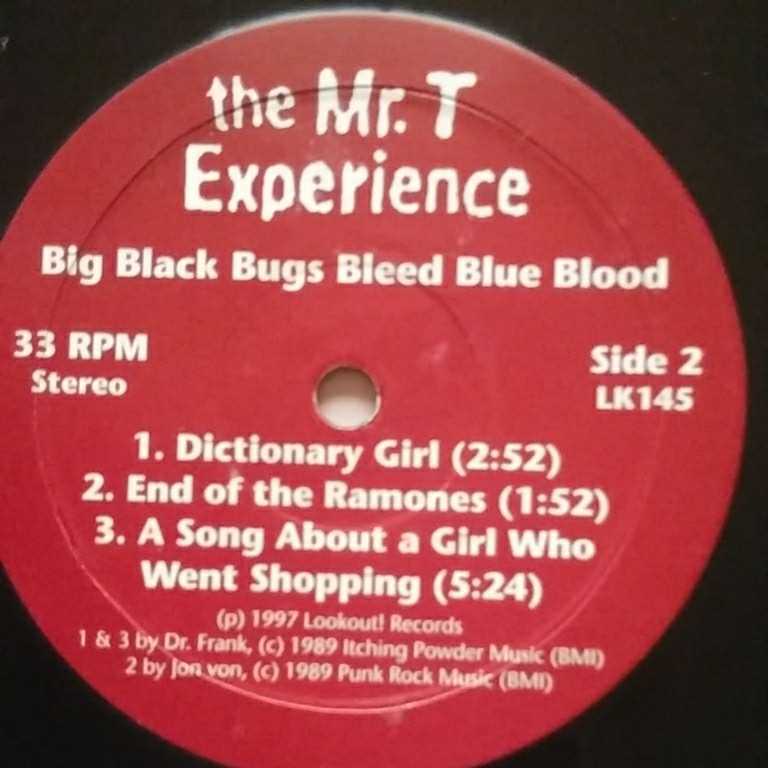 the Mr. T
Experience
Big Black Bugs Bleed Blue Blood
33 RPM
Stereo
Side 2
LK145
1. Dictionary Girl (2:52)
2. End of the Ramones (1:52)
3. A Song About a Girl Who
Went Shopping (5:24)
(p) 1997 Lookout! Records
1 & 3 by Dr. Frank, (c) 1989 Itching Powder Music (BMI)
2 by Jon von, (c) 1989 Punk Rock Music (BMI)